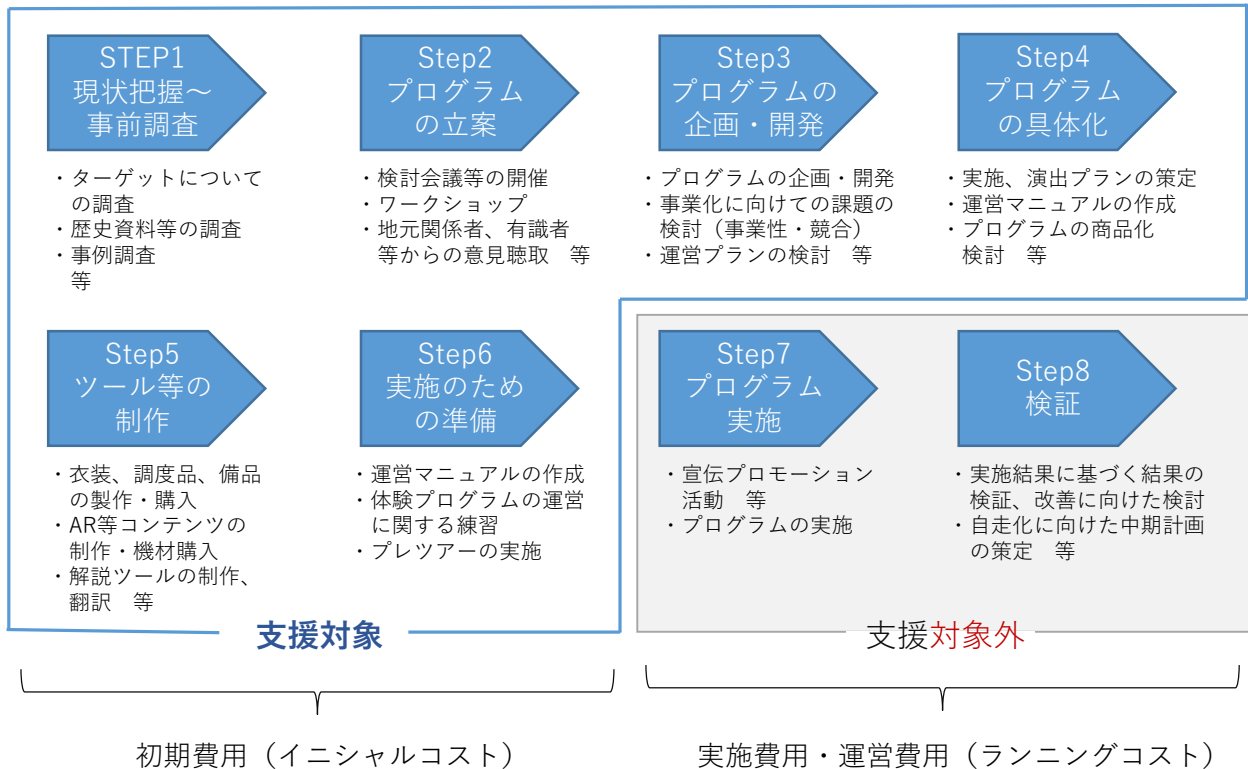 STEP1
現状把握～
事前調査
・ターゲットについて
の調査
・歴史資料等の調査
・事例調査
等
Step2
プログラム
の立案
・検討会議等の開催
・ワークショップ
・地元関係者、有識者
等からの意見聴取　等
Step3
プログラムの
企画・開発
・プログラムの企画・開発
・事業化に向けての課題の
検討（事業性・競合）
・運営プランの検討　等
Step4
プログラム
の具体化
・実施、演出プランの策定
・運営マニュアルの作成
・プログラムの商品化
検討　等
Step5
ツール等の
制作
・衣装、調度品、備品
の製作・購入
・AR等コンテンツの
制作・機材購入
・解説ツールの制作、
翻訳　等
Step6
実施のため
の準備
・運営マニュアルの作成
・体験プログラムの運営
に関する練習
・プレツアーの実施
Step7
プログラム
実施
・宣伝プロモーション
活動　等
・プログラムの実施
Step8
検証
・実施結果に基づく結果の
検証、改善に向けた検討
・自走化に向けた中期計画
の策定　等
支援対象
支援対象外
初期費用（イニシャルコスト）
実施費用・運営費用（ランニングコスト）